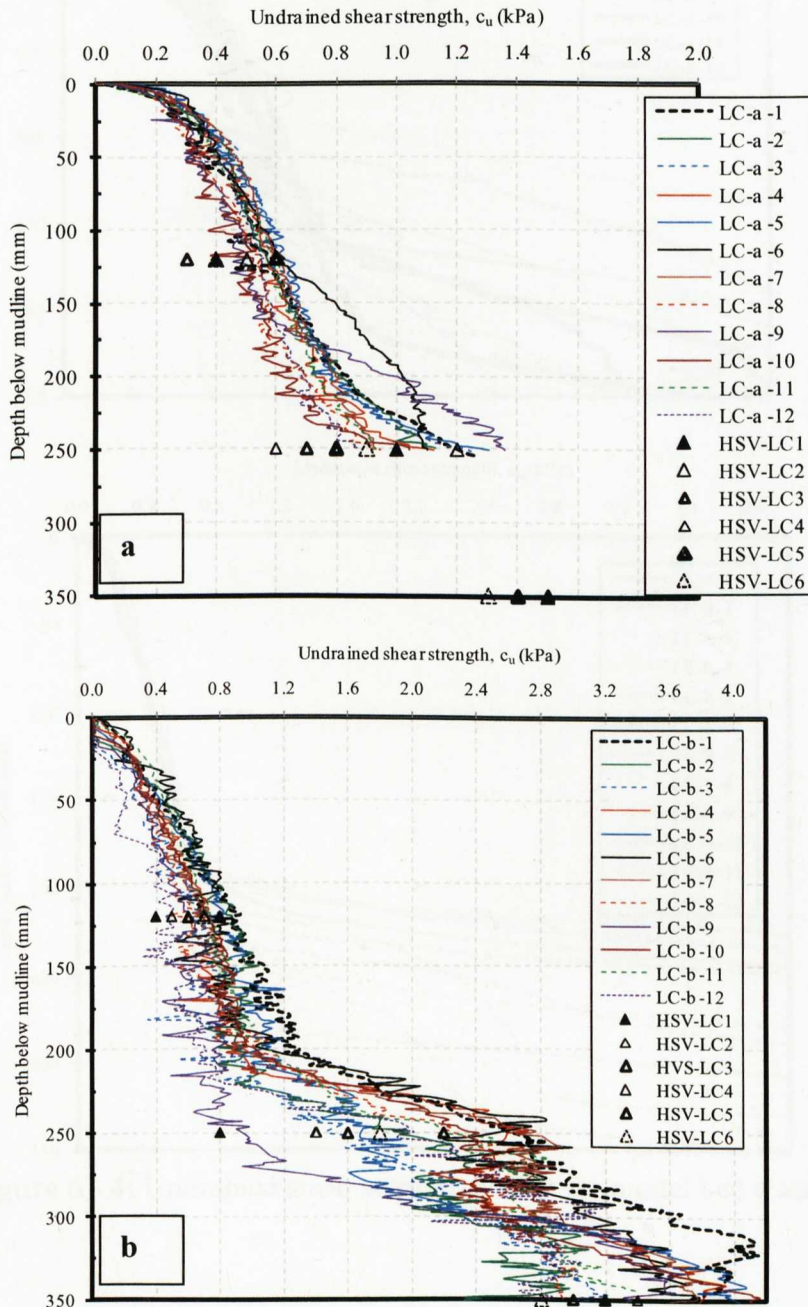 Undrained shear strength, cu (kPa)
0.0 0.2 0.4 0.6 0.8 1.0 1.2 1.4 1.6 1.8 2.0
0
50
100
150
200
250
300
350
Depth below mudline (mm)
a
LC-a -1
LC-a -2
LC-a -3
LC-a -4
LC-a -5
LC-a -6
LC-a -7
LC-a -8
LC-a -9
LC-a -10
LC-a -11
LC-a -12
HSV-LC1
HSV-LC2
HSV-LC3
HSV-LC4
HSV-LC5
HSV-LC6
Undrained shear strength, cu (kPa)
0.0 0.4 0.8 1.2 1.6 2.0 2.4 2.8 3.2 3.6 4.0
0
50
100
150
200
250
300
350
Depth below mudline (mm)
b
LC-b -1
LC-b -2
LC-b -3
LC-b -4
LC-b -5
LC-b -6
LC-b -7
LC-b -8
LC-b -9
LC-b -10
LC-b -11
LC-b -12
HSV-LC1
HSV-LC2
HVS-LC3
HSV-LC4
HSV-LC5
HSV-LC6